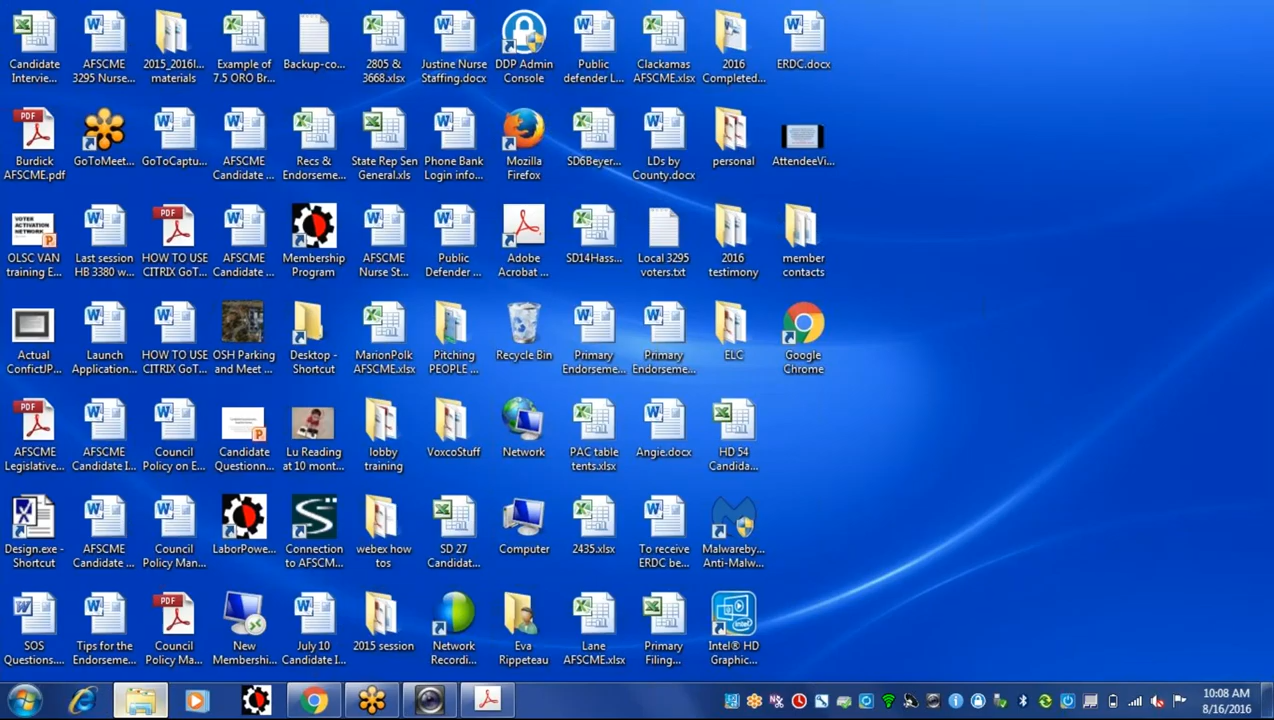 Candidate Intervie...
AFSCME 3295 Nurse...
2015_2016I... materials
Example of 7.5 ORO Br...
Backup-co...
2805 & 3668.xlsx
Justine Nurse Staffing.docx
DDP Admin Console
Public defender L...
Clackamas AFSCME.xlsx
2016 Completed...
ERDC.docx
PDF
Burdick AFSCME.pdf
GoToMeet...
GoToCaptu...
AFSCME Candidate ...
Recs & Endorseme...
State Rep Sen General.xls
Phone Bank Login info...
Mozilla Firefox
SD6Beyer...
LDs by County.docx
personal
AttendeeVi...
VOTER ACTIVATION NETWORK
OLSC VAN training E...
Last session HB 3380 w...
PDF
HOW TO USE CITRIX GoT...
AFSCME Candidate ...
Membership Program
AFSCME Nurse St...
Public Defender ...
Adobe Acrobat ...
SD14Hass...
Local 3295 voters.txt
2016 testimony
member contacts
Actual ConfictJP...
Launch Application...
HOW TO USE CITRIX GoT...
OSH Parking and Meet ...
Desktop - Shortcut
MarionPolk AFSCME.xlsx
Pitching PEOPLE ...
Recycle Bin
Primary Endorseme...
Primary Endorseme...
ELC
Google Chrome
PDF
AFSCME Legislative...
AFSCME Candidate I...
Council Policy on E...
Candidate Questionn...
Lu Reading at 10 mont...
lobby training
VoxcoStuff
Network
PAC table tents.xlsx
Angie.docx
HD 54 Candida...
Design.exe - Shortcut
AFSCME Candidate ...
Council Policy Man...
LaborPowe...
Connection to AFSCM...
webex how tos
SD 27 Candidat...
Computer
2435.xlsx
To receive ERDC be...
Malwareby... Anti-Malw...
SOS Questions....
Tips for the Endorseme...
PDF
Council Policy Ma...
New Membershi...
July 10 Candidate I...
2015 session
Network Recordi...
Eva Rippeteau
Lane AFSCME.xlsx
Primary Filing...
Intel® HD Graphic...
10:08 AM
8/16/2016